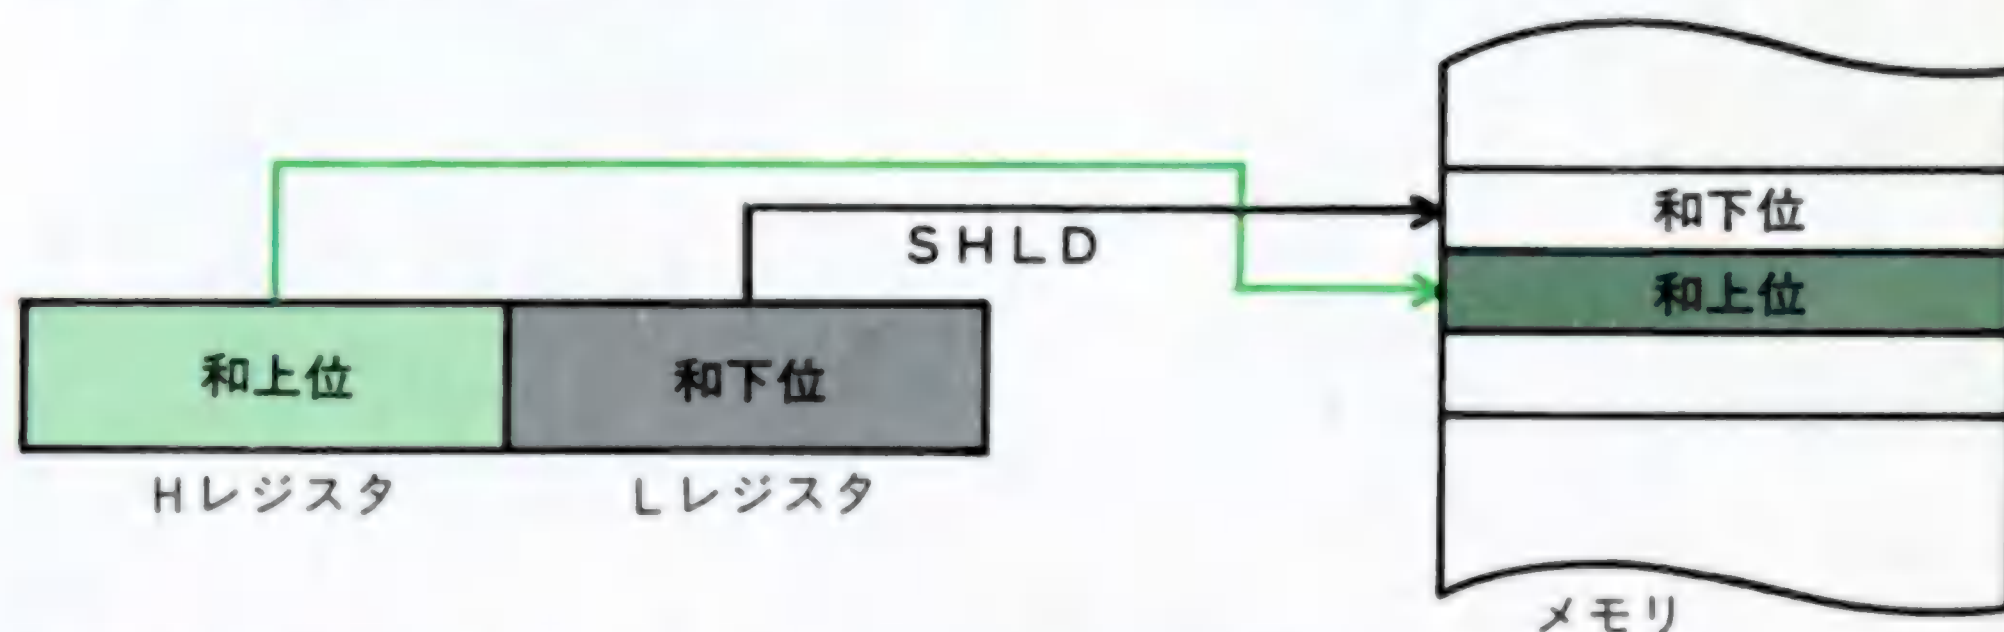 和下位
SHLD
和上位
和上位
和下位
Hレジスタ
Lレジスタ
メモリ